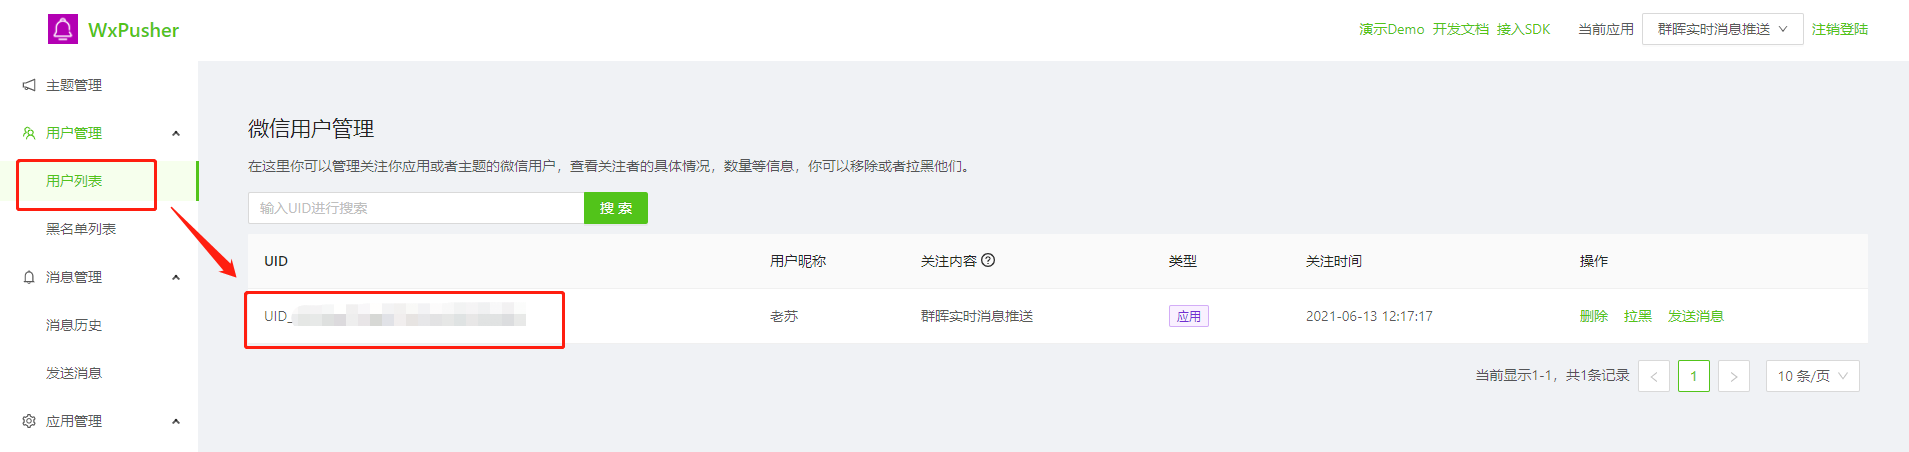 WxPusher
演示Demo 开发文档 接入SDK 当前应用 群晖实时消息推送 注销登陆
主题管理
用户管理
用户列表
黑名单列表
消息管理
消息历史
发送消息
应用管理
微信用户管理
在这里你可以管理关注你应用或者主题的微信用户，查看关注者的具体情况，数量等信息，你可以移除或者拉黑他们。
输入UID进行搜索 搜 索
UID 用户昵称 关注内容 类型 关注时间 操作
UID_ 老苏 群晖实时消息推送 应用 2021-06-13 12:17:17 删除 拉黑 发送消息
当前显示1-1，共1条记录 < 1 > 10 条/页